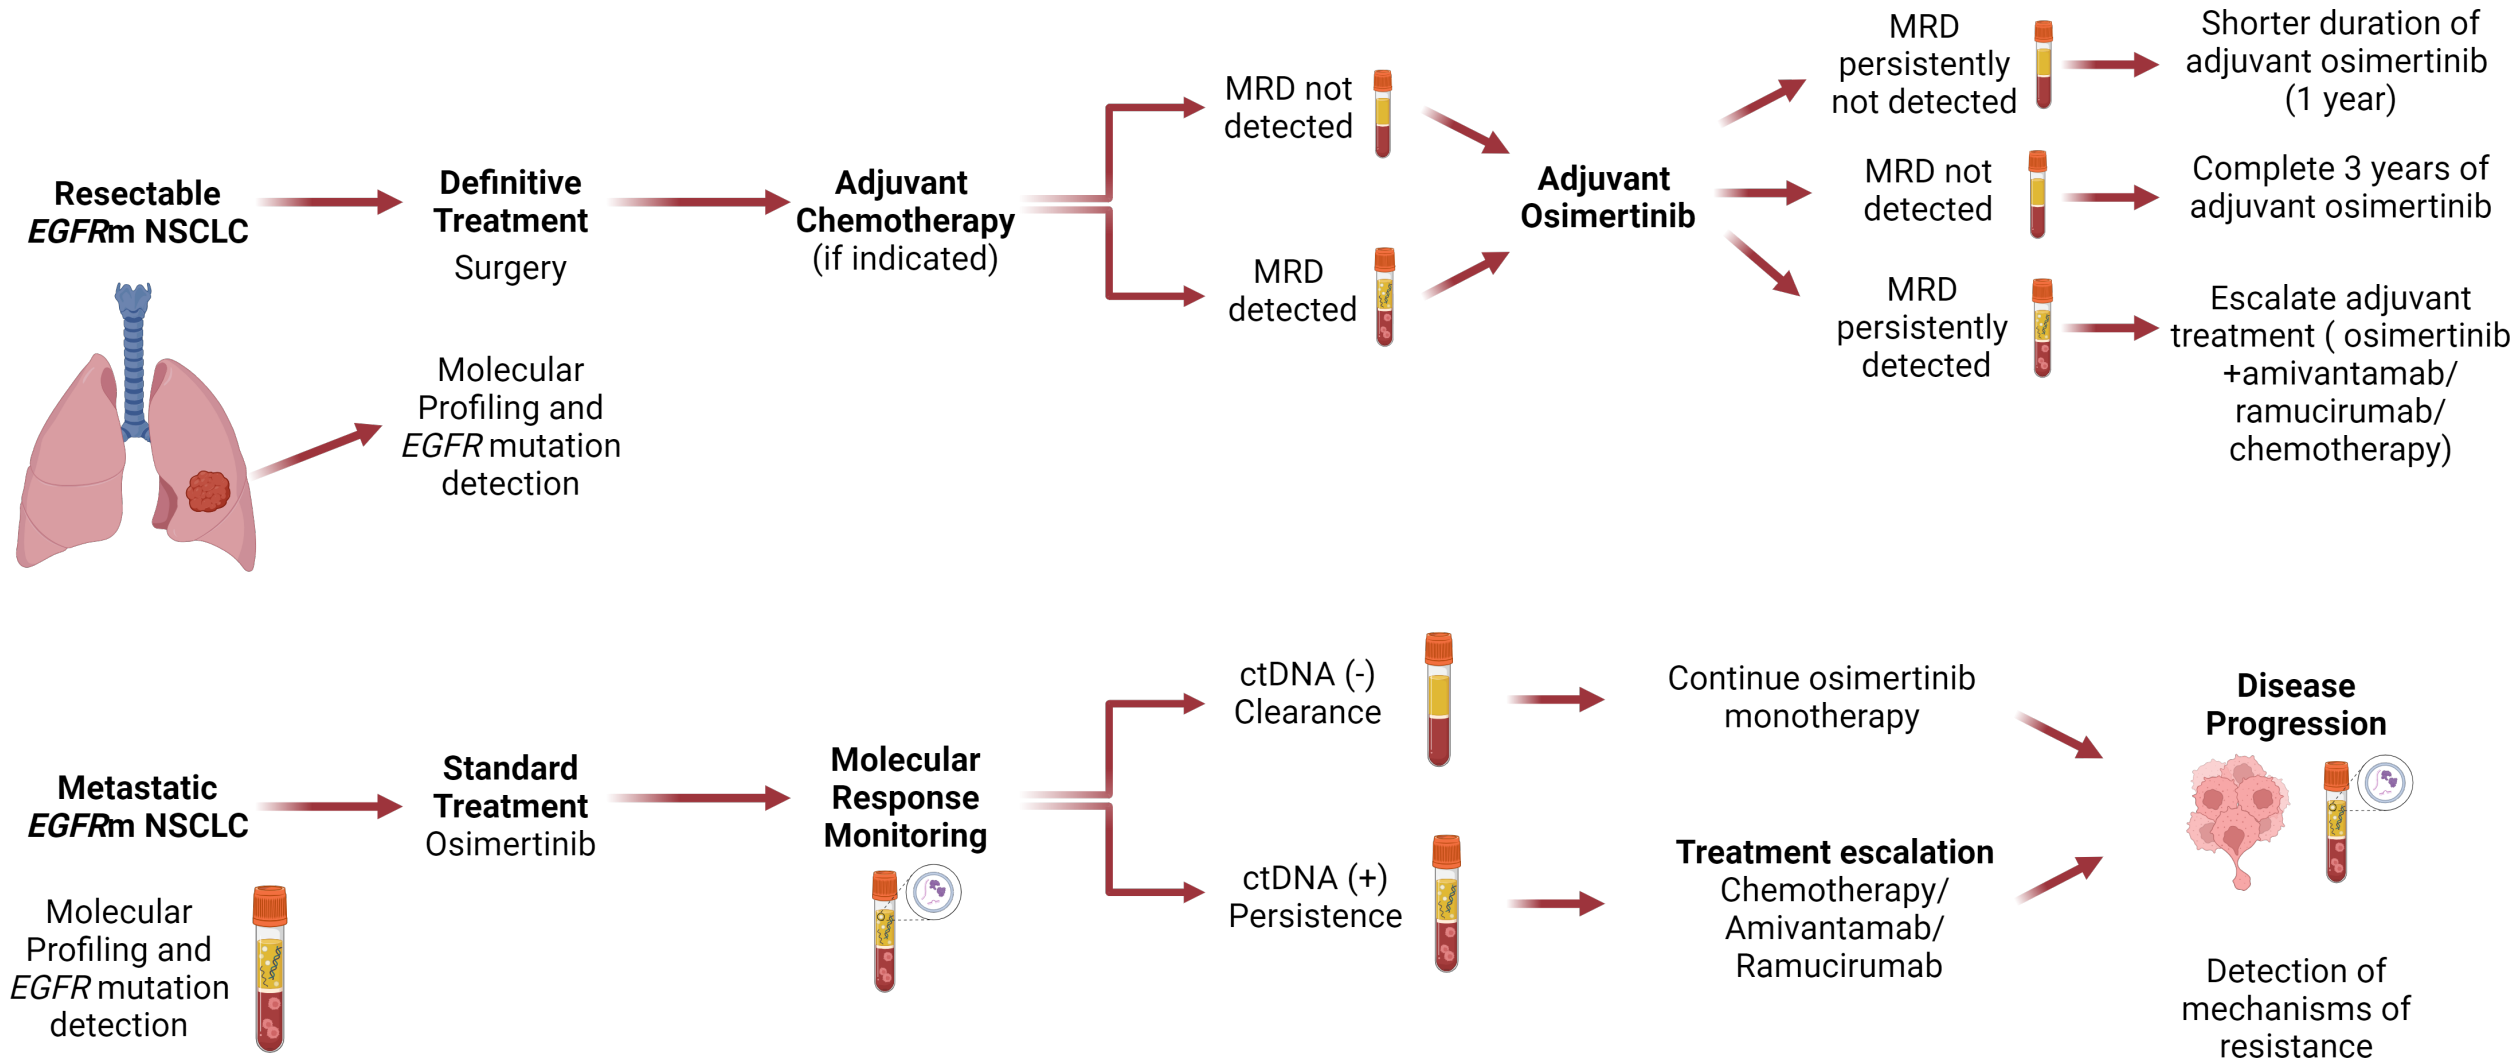 Resectable
EGFRm NSCLC
Definitive
Treatment
Surgery
Molecular
Profiling and
EGFR mutation
detection
Adjuvant
Chemotherapy
(if indicated)
MRD not
detected
MRD
detected
Adjuvant
Osimertinib
MRD
persistently
not detected
Shorter duration of
adjuvant osimertinib
(1 year)
MRD not
detected
Complete 3 years of
adjuvant osimertinib
MRD
persistently
detected
Escalate adjuvant
treatment ( osimertinib
+amivantamab/
ramucirumab/
chemotherapy)
Metastatic
EGFRm NSCLC
Molecular
Profiling and
EGFR mutation
detection
Standard
Treatment
Osimertinib
Molecular
Response
Monitoring
ctDNA (-)
Clearance
Continue osimertinib
monotherapy
ctDNA (+)
Persistence
Treatment escalation
Chemotherapy/
Amivantamab/
Ramucirumab
Disease
Progression
Detection of
mechanisms of
resistance